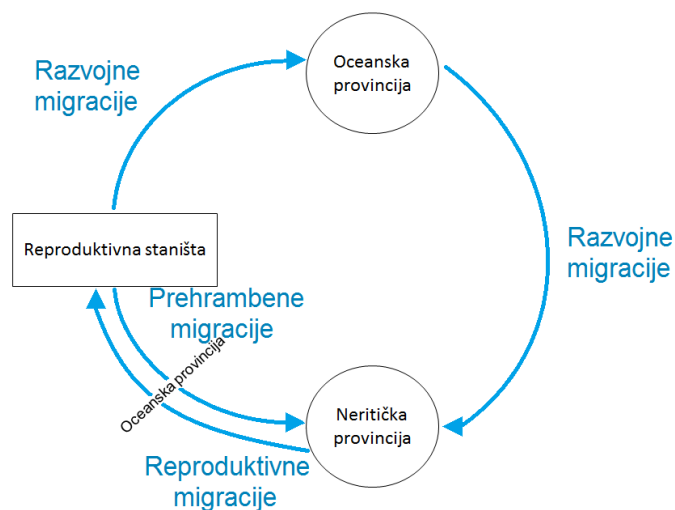 Razvojne
migracije
Oceanska
provincija
Razvojne
migracije
Reproduktivna staništa
Prehrambene
migracije
Oceanska provincija
Neritička
provincija
Reproduktivne
migracije